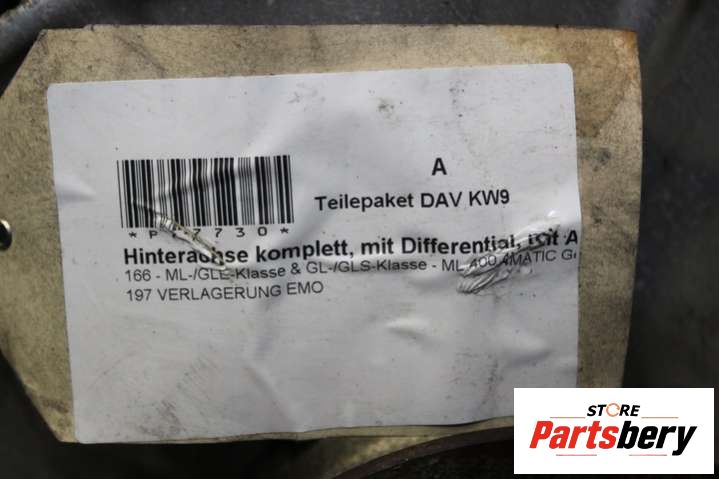 A
Teilepaket DAV KW9
Hinterachse komplett, mit Differential, mit A
166 - ML-/GLE-Klasse & GL-/GLS-Klasse - ML 400 4MATIC G
197 VERLAGERUNG EMO
STORE
Partsbery